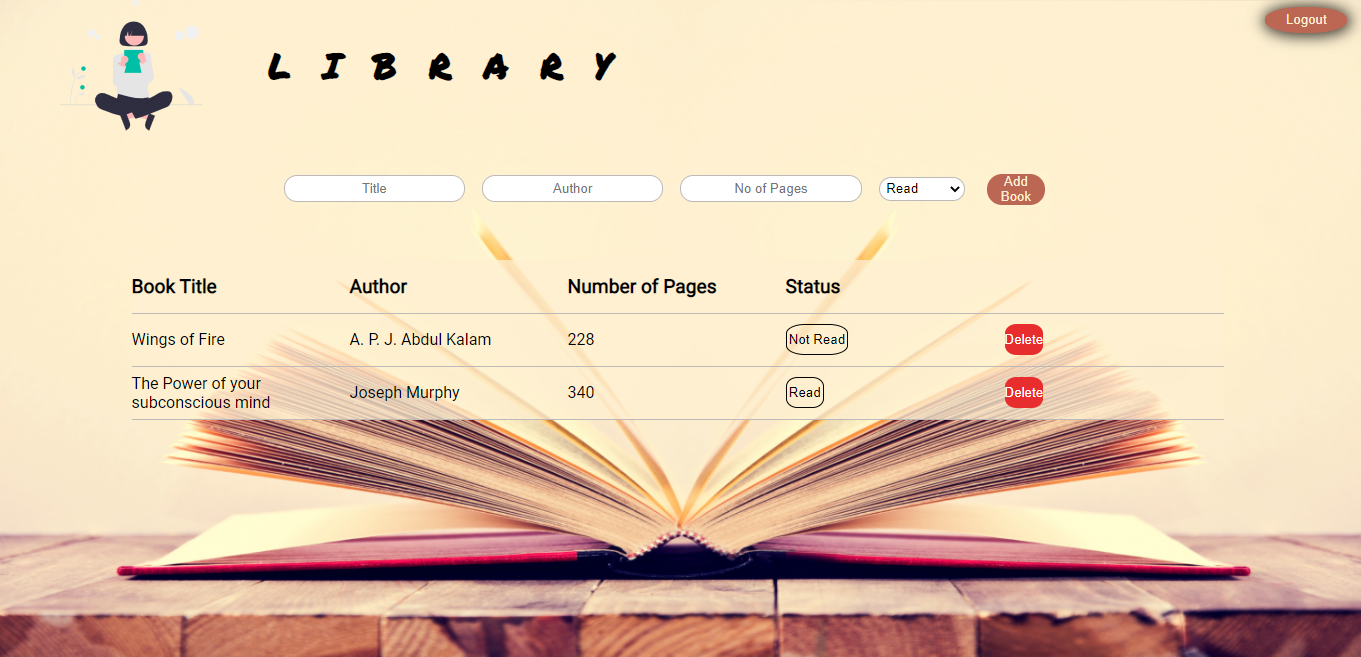 Logout
L I B R A R Y
Title Author No of Pages Read Add
Book
Book Title Author Number of Pages Status
Wings of Fire A. P. J. Abdul Kalam 228 Not Read Delete
The Power of your
subconscious mind Joseph Murphy 340 Read Delete